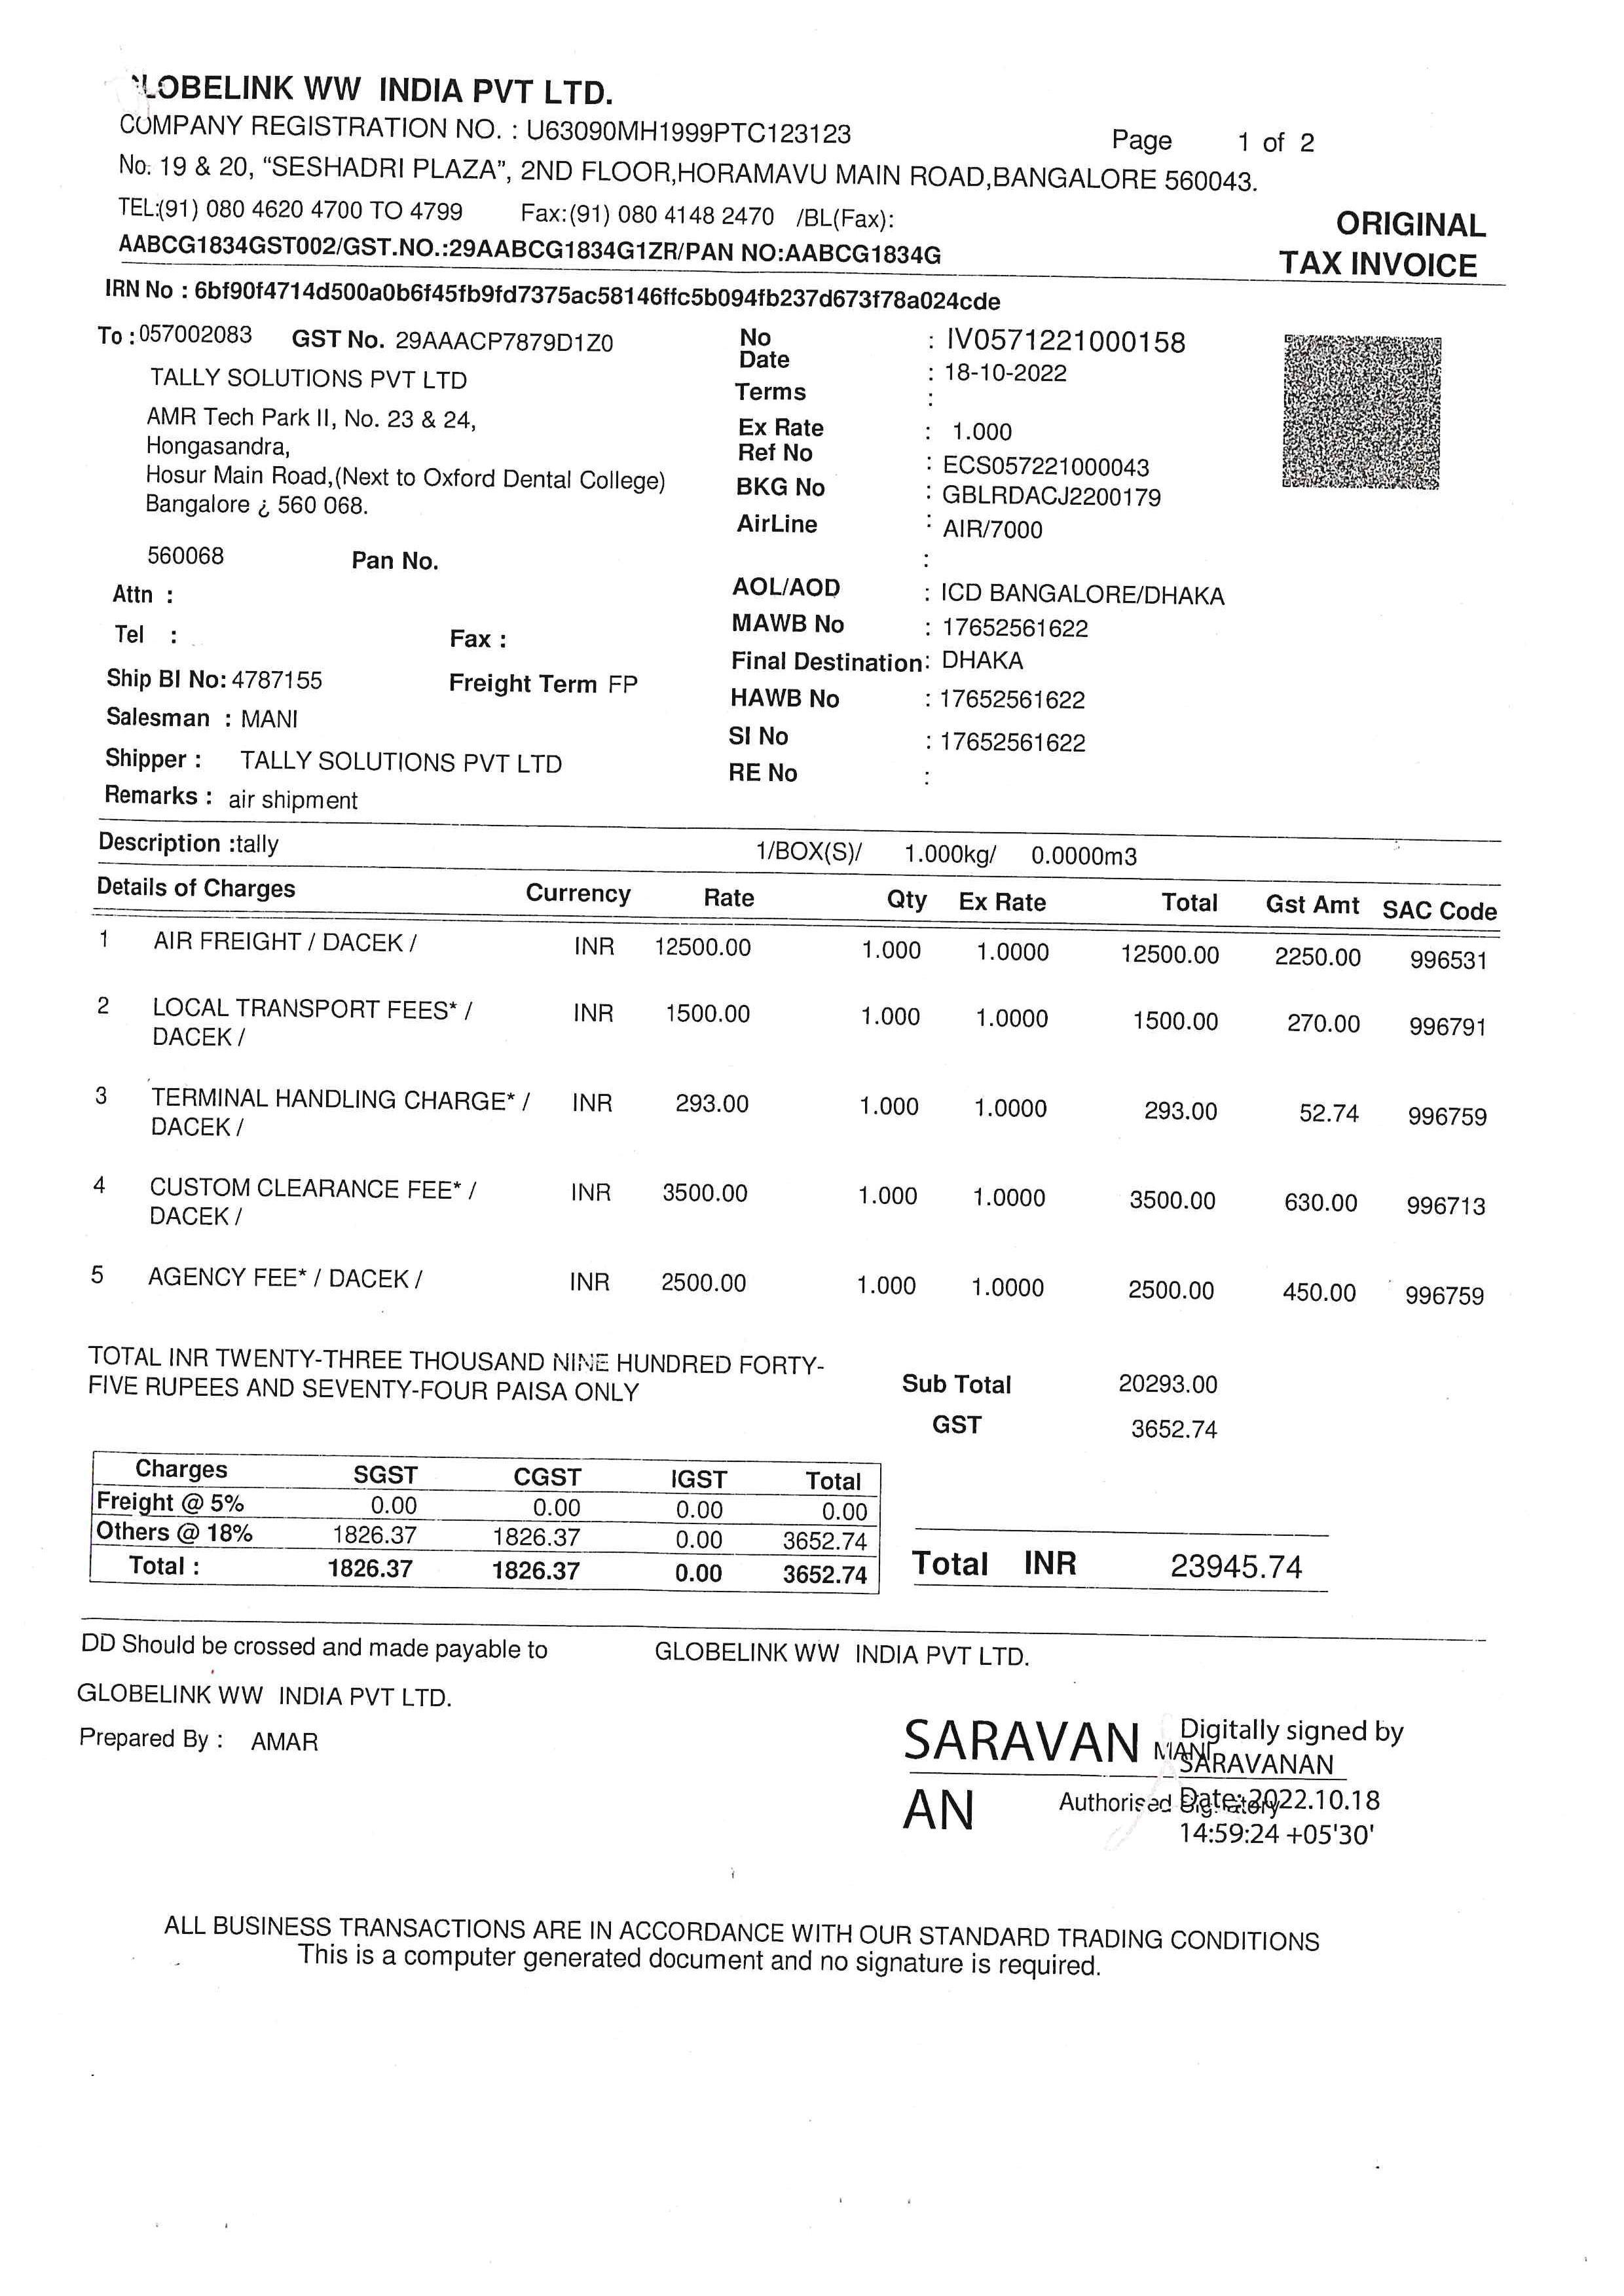 LOBELINK WW INDIA PVT LTD.
COMPANY REGISTRATION NO. : U63090MH1999PTC123123
Page 1 of 2
No. 19 & 20, “SESHADRI PLAZA”, 2ND FLOOR,HORAMAVU MAIN ROAD,BANGALORE 560043.
TEL:(91) 080 4620 4700 TO 4799 Fax:(91) 080 4148 2470 /BL(Fax):
ORIGINAL
AABCG1834GST002/GST.NO.:29AABCG1834G1ZR/PAN NO:AABCG1834G
TAX INVOICE
IRN No : 6bf90f4714d500a0b6f45fb9fd7375ac58146ffc5b094fb237d673f78a024cde
To : 057002083 GST No. 29AAACP7879D1Z0
TALLY SOLUTIONS PVT LTD
AMR Tech Park II, No. 23 & 24,
Hongasandra,
Hosur Main Road,(Next to Oxford Dental College)
Bangalore ¿ 560 068.
560068 Pan No.
Attn :
Tel : Fax :
Ship Bl No: 4787155 Freight Term FP
Salesman : MANI
Shipper : TALLY SOLUTIONS PVT LTD
Remarks : air shipment
No : IV0571221000158
Date : 18-10-2022
Terms :
Ex Rate : 1.000
Ref No : ECS057221000043
BKG No : GBLRDACJ2200179
AirLine : AIR/7000
:
AOL/AOD : ICD BANGALORE/DHAKA
MAWB No : 17652561622
Final Destination: DHAKA
HAWB No : 17652561622
SI No : 17652561622
RE No :
Description :tally 1/BOX(S)/ 1.000kg/ 0.0000m3
Details of Charges Currency Rate Qty Ex Rate Total Gst Amt SAC Code
1 AIR FREIGHT / DACEK / INR 12500.00 1.000 1.0000 12500.00 2250.00 996531
2 LOCAL TRANSPORT FEES* / INR 1500.00 1.000 1.0000 1500.00 270.00 996791
DACEK /
3 TERMINAL HANDLING CHARGE* / INR 293.00 1.000 1.0000 293.00 52.74 996759
DACEK /
4 CUSTOM CLEARANCE FEE* / INR 3500.00 1.000 1.0000 3500.00 630.00 996713
DACEK /
5 AGENCY FEE* / DACEK / INR 2500.00 1.000 1.0000 2500.00 450.00 996759
TOTAL INR TWENTY-THREE THOUSAND NINE HUNDRED FORTY-
FIVE RUPEES AND SEVENTY-FOUR PAISA ONLY
Sub Total 20293.00
GST 3652.74
Charges SGST CGST IGST Total
Freight @ 5% 0.00 0.00 0.00 0.00
Others @ 18% 1826.37 1826.37 0.00 3652.74
Total : 1826.37 1826.37 0.00 3652.74
Total INR 23945.74
DD Should be crossed and made payable to GLOBELINK WW INDIA PVT LTD.
GLOBELINK WW INDIA PVT LTD.
Prepared By : AMAR
SARAVAN
AN
MANI
Authorised Signatory
Digitally signed by
SARAVANAN
Date: 2022.10.18
14:59:24 +05'30'
ALL BUSINESS TRANSACTIONS ARE IN ACCORDANCE WITH OUR STANDARD TRADING CONDITIONS
This is a computer generated document and no signature is required.